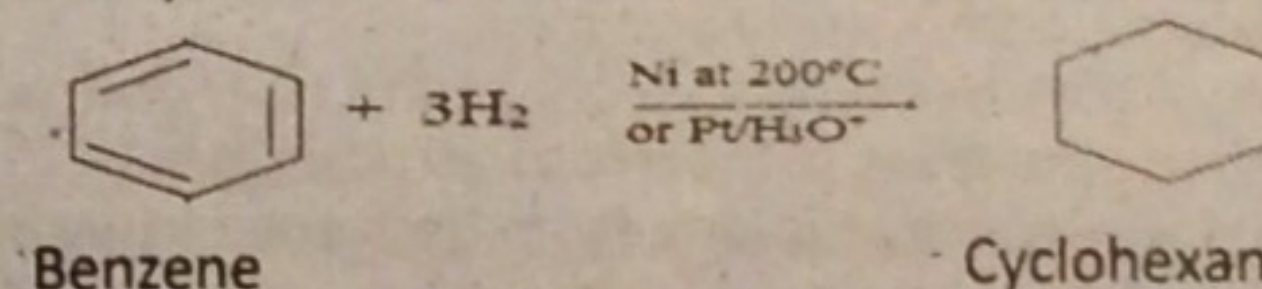 + 3H₂
Ni at 200°C
or Pt/H₃O⁺
Benzene
Cyclohexan